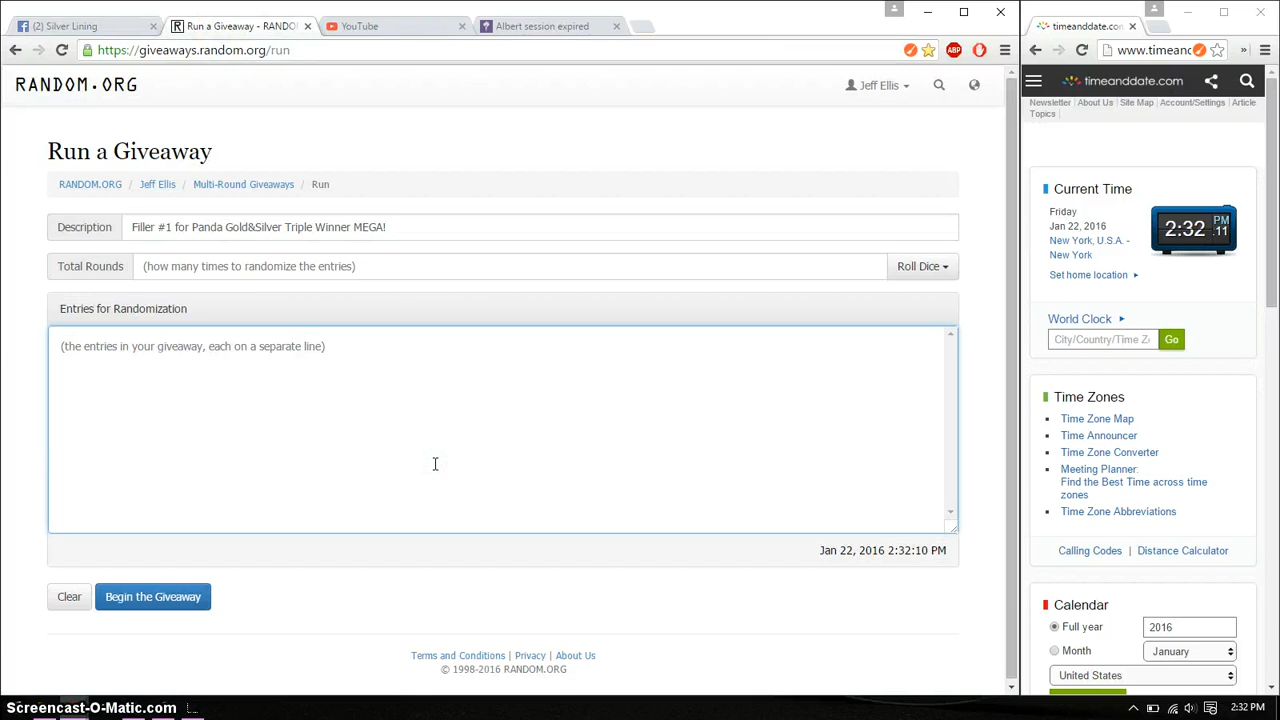 (2) Silver Lining
Run a Giveaway - RANDO
YouTube
Albert session expired
https://giveaways.random.org/run
ABP
RANDOM.ORG
Jeff Ellis
Run a Giveaway
RANDOM.ORG / Jeff Ellis / Multi-Round Giveaways / Run
Description Filler #1 for Panda Gold&Silver Triple Winner MEGA!
Total Rounds (how many times to randomize the entries) Roll Dice
Entries for Randomization
(the entries in your giveaway, each on a separate line)
Jan 22, 2016 2:32:10 PM
Clear Begin the Giveaway
Terms and Conditions | Privacy | About Us
© 1998-2016 RANDOM.ORG
timeanddate.con
www.timeand
timeanddate.com
Newsletter | About Us | Site Map | Account/Settings | Article
Topics |
Current Time
Friday
Jan 22, 2016
New York, U.S.A. -
New York
2:32 PM .11
Set home location
World Clock
City/Country/Time Z Go
Time Zones
Time Zone Map
Time Announcer
Time Zone Converter
Meeting Planner:
Find the Best Time across time
zones
Time Zone Abbreviations
Calling Codes | Distance Calculator
Calendar
Full year 2016
Month January
United States
Screencast-O-Matic.com
2:32 PM